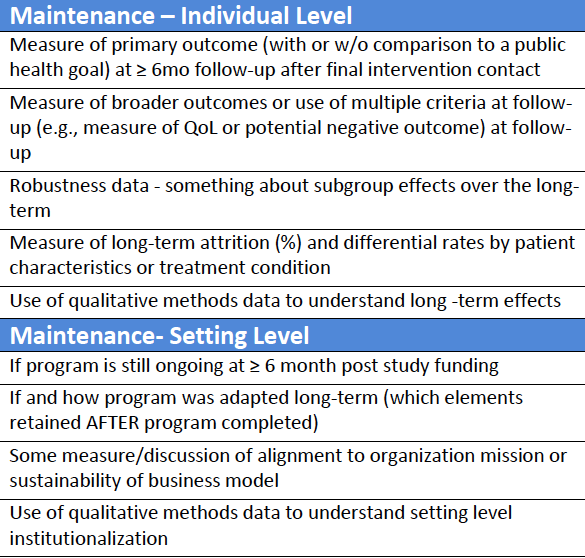 Maintenance – Individual Level
Measure of primary outcome (with or w/o comparison to a public
health goal) at ≥ 6mo follow-up after final intervention contact
Measure of broader outcomes or use of multiple criteria at follow-
up (e.g., measure of QoL or potential negative outcome) at follow-
up
Robustness data - something about subgroup effects over the long-
term
Measure of long-term attrition (%) and differential rates by patient
characteristics or treatment condition
Use of qualitative methods data to understand long -term effects
Maintenance- Setting Level
If program is still ongoing at ≥ 6 month post study funding
If and how program was adapted long-term (which elements
retained AFTER program completed)
Some measure/discussion of alignment to organization mission or
sustainability of business model
Use of qualitative methods data to understand setting level
institutionalization